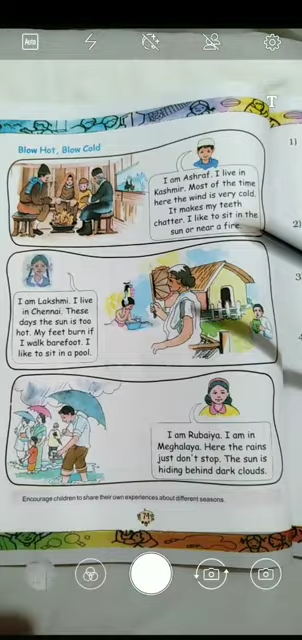 Auto
T
Blow Hot, Blow Cold
I am Ashraf. I live in
Kashmir. Most of the time
here the wind is very cold.
It makes my teeth
chatter. I like to sit in the
sun or near a fire.
I am Lakshmi. I live
in Chennai. These
days the sun is too
hot. My feet burn if
I walk barefoot. I
like to sit in a pool.
I am Rubaiya. I am in
Meghalaya. Here the rains
just don't stop. The sun is
hiding behind dark clouds.
Encourage children to share their own experiences about different seasons.
1)
2)
3